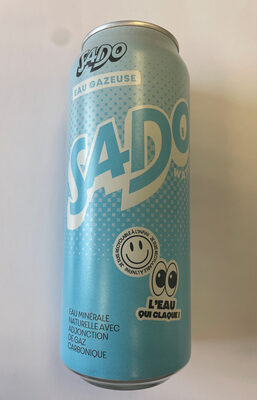 SADO
EAU GAZEUSE
SADO
L'EAU
QUI CLAQUE !
EAU MINÉRALE
NATURELLE AVEC
ADJONCTION
DE GAZ
CARBONIQUE